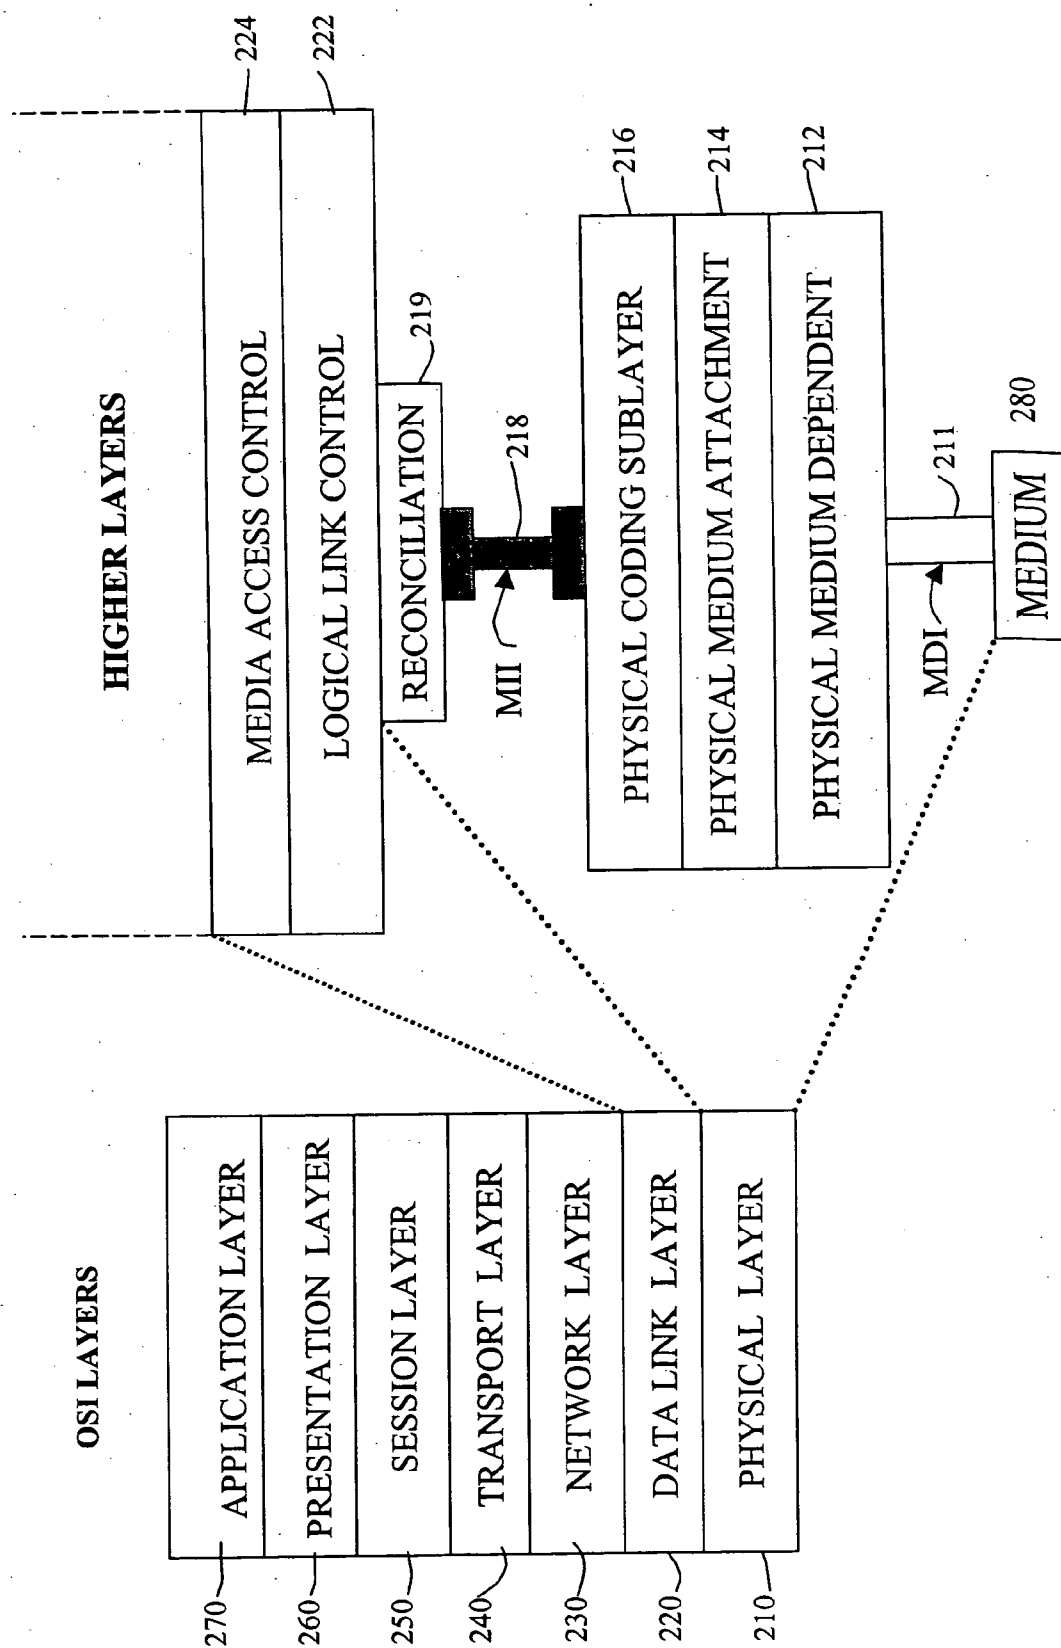 OSI LAYERS
270 APPLICATION LAYER
260 PRESENTATION LAYER
250 SESSION LAYER
240 TRANSPORT LAYER
230 NETWORK LAYER
220 DATA LINK LAYER
210 PHYSICAL LAYER
HIGHER LAYERS
MEDIA ACCESS CONTROL 224
LOGICAL LINK CONTROL 222
RECONCILIATION 219
MII 218
PHYSICAL CODING SUBLAYER 216
PHYSICAL MEDIUM ATTACHMENT 214
PHYSICAL MEDIUM DEPENDENT 212
MDI 211
MEDIUM 280